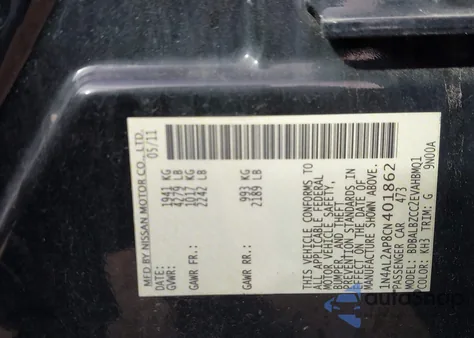 MFD BY NISSAN MOTOR CO., LTD.
05/11
GVWR: 1941 KG
4279 LB
GAWR FR: 1017 KG
2242 LB
GAWR RR: 993 KG
2189 LB
THIS VEHICLE CONFORMS TO
ALL APPLICABLE FEDERAL
MOTOR VEHICLE SAFETY,
BUMPER, AND THEFT
PREVENTION STANDARDS IN
EFFECT ON THE DATE OF
MANUFACTURE SHOWN ABOVE.
1N4AL2AP8CN401862
PASSENGER CAR 473
MODEL: BDBALBZCC2EVAHBMQ1
COLOR: KH3 TRIM: G 9N00A
AutoShop